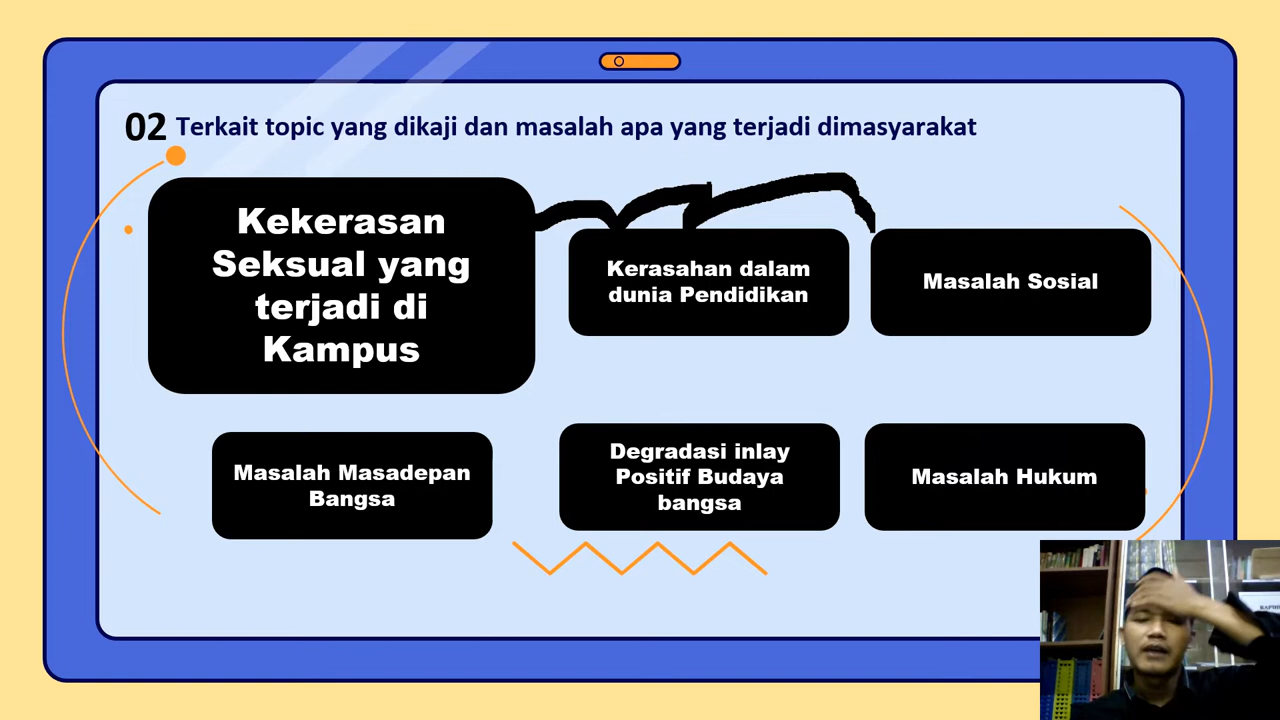 02 Terkait topic yang dikaji dan masalah apa yang terjadi dimasyarakat
Kekerasan
Seksual yang
terjadi di
Kampus
Kerasahan dalam
dunia Pendidikan
Masalah Sosial
Masalah Masadepan
Bangsa
Degradasi inlay
Positif Budaya
bangsa
Masalah Hukum